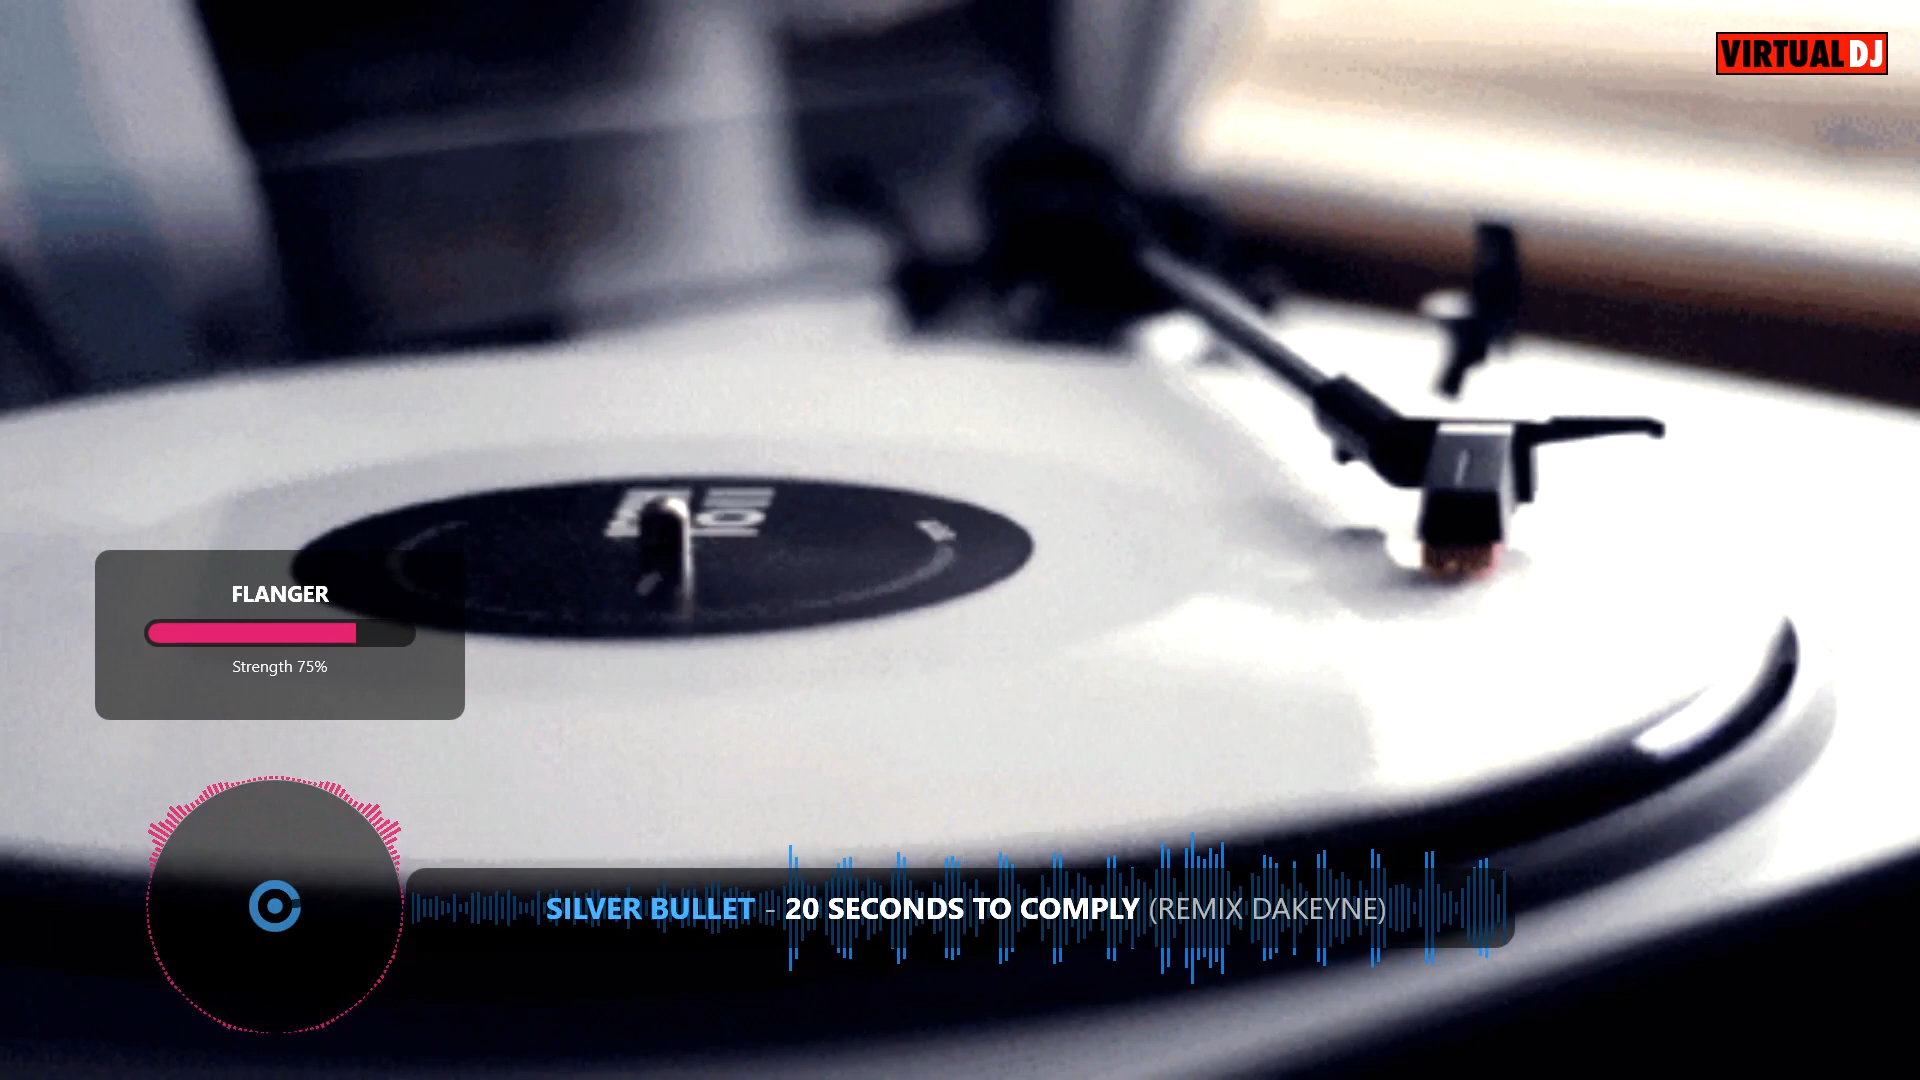 VIRTUAL DJ
FLANGER
Strength 75%
SILVER BULLET - 20 SECONDS TO COMPLY (REMIX DAKEYNE)